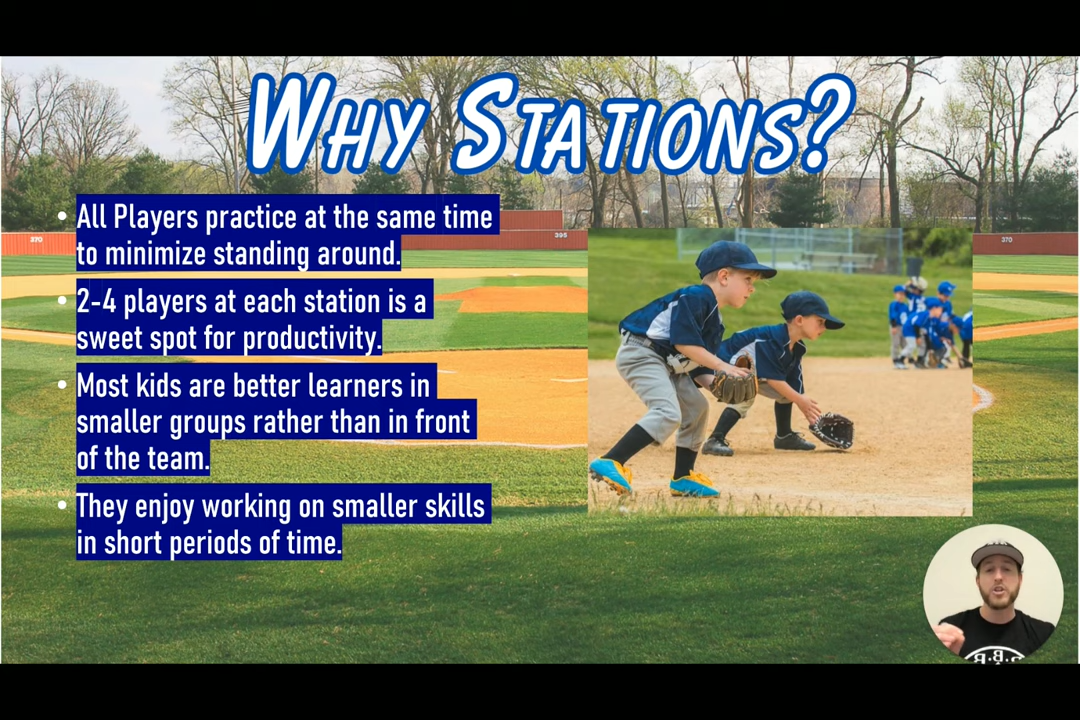 Why Stations?
• All Players practice at the same time
to minimize standing around.
• 2-4 players at each station is a
sweet spot for productivity.
• Most kids are better learners in
smaller groups rather than in front
of the team.
• They enjoy working on smaller skills
in short periods of time.
370
395
370